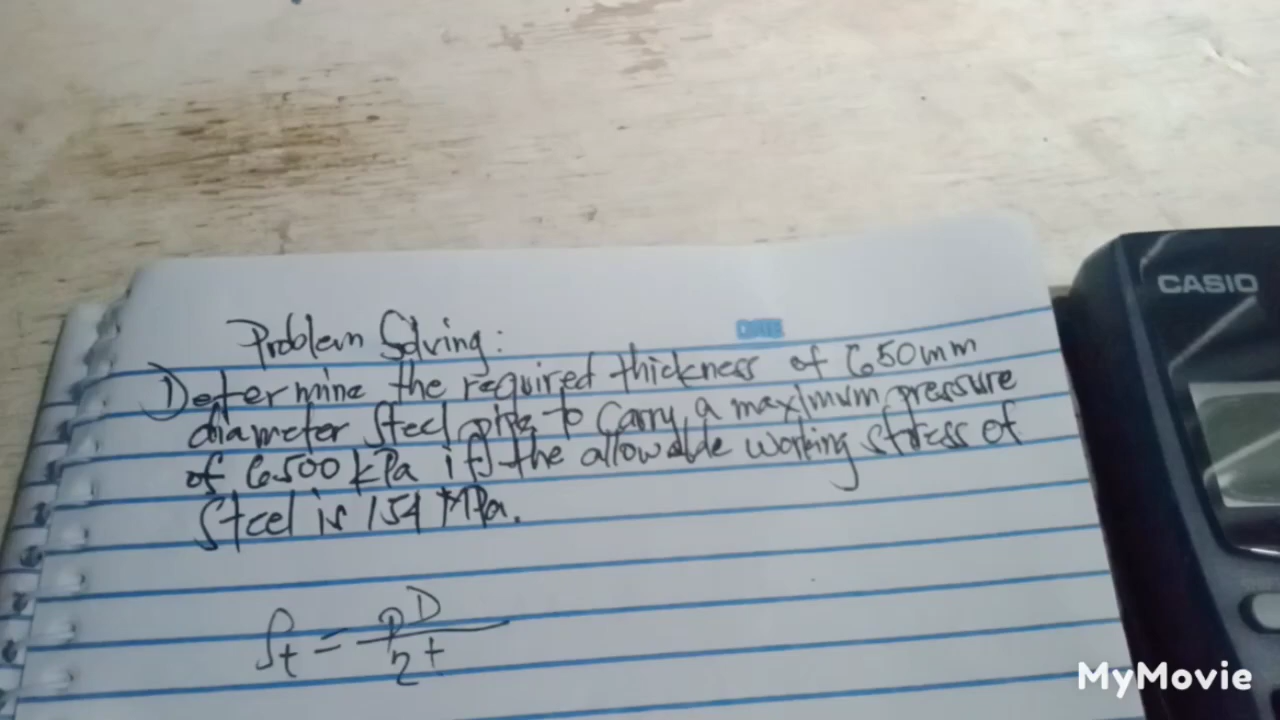 DATE
Problem Solving:
1) Determine the required thickness of 650mm
diameter Steel pipe to carry a maximum pressure
of 6500 kPa if the allowable working stress of
Steel is 154 MPa.
St = pD / 2t
CASIO
MyMovie